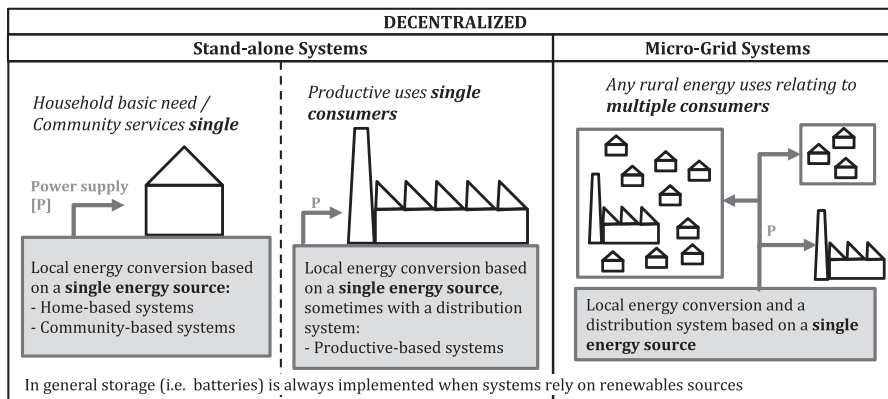 DECENTRALIZED
Stand-alone Systems
Micro-Grid Systems
Household basic need /
Community services single
Power supply
[P]
Local energy conversion based
on a single energy source:
- Home-based systems
- Community-based systems
Productive uses single
consumers
P
Local energy conversion based
on a single energy source,
sometimes with a distribution
system:
- Productive-based systems
Any rural energy uses relating to
multiple consumers
P
Local energy conversion and a
distribution system based on a single
energy source
In general storage (i.e. batteries) is always implemented when systems rely on renewables sources